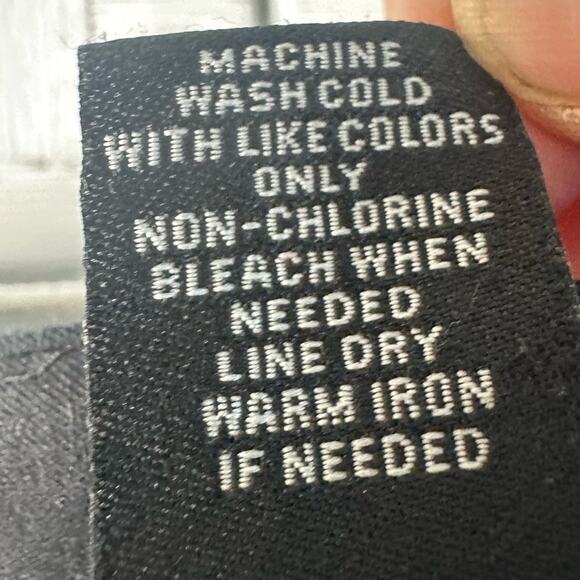 MACHINE
WASH COLD
WITH LIKE COLORS
ONLY
NON-CHLORINE
BLEACH WHEN
NEEDED
LINE DRY
WARM IRON
IF NEEDED